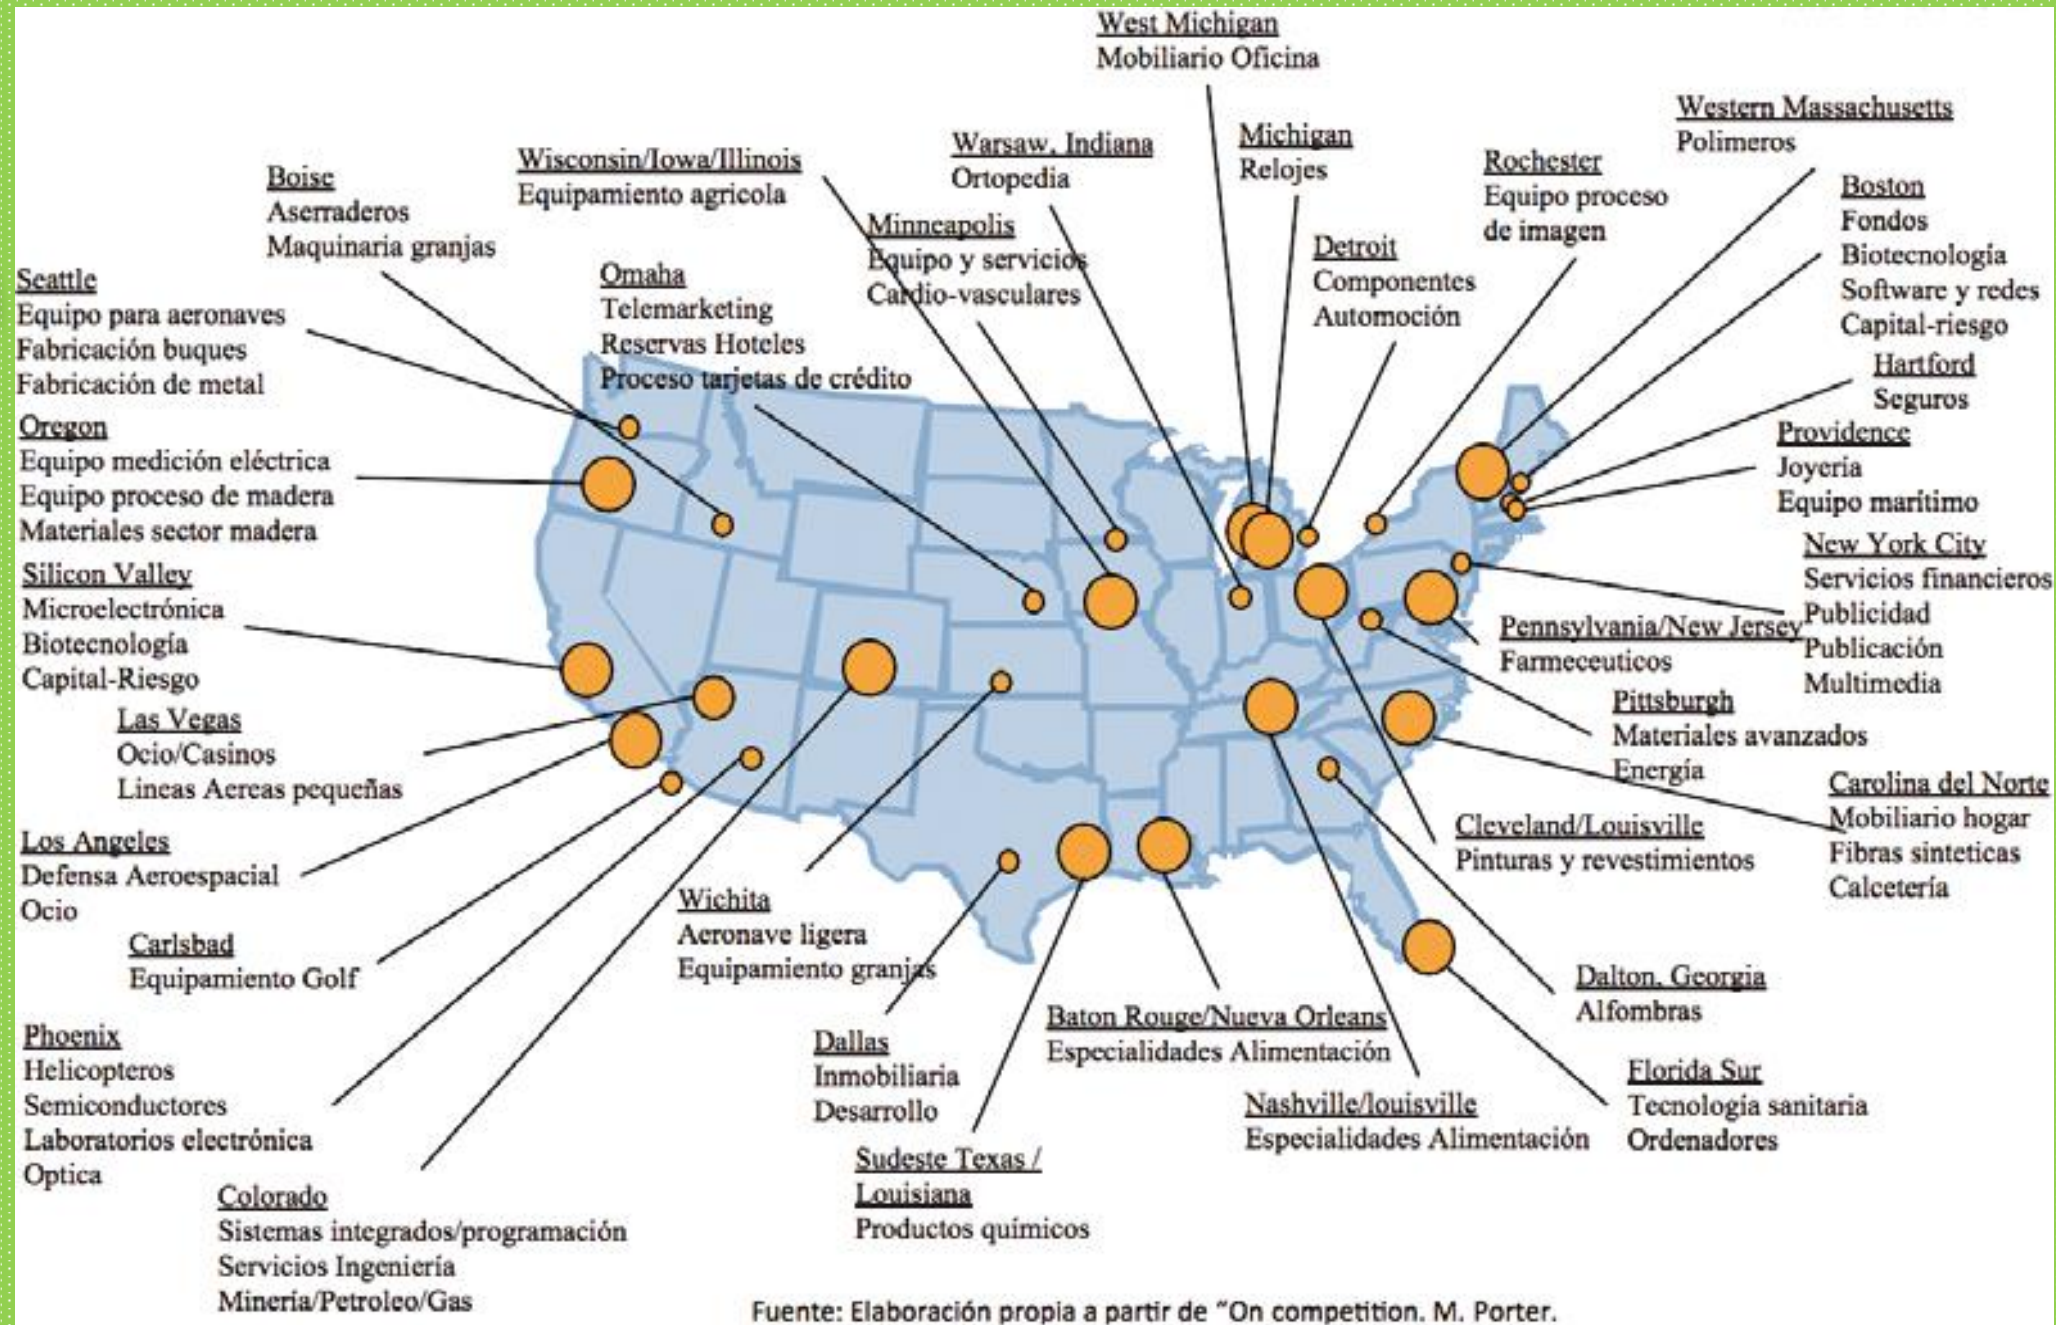 West Michigan
Mobiliario Oficina
Western Massachusetts
Polimeros
Michigan
Relojes
Warsaw, Indiana
Ortopedia
Wisconsin/Iowa/Illinois
Equipamiento agricola
Rochester
Equipo proceso
de imagen
Boise
Aserraderos
Maquinaria granjas
Boston
Fondos
Biotecnología
Software y redes
Capital-riesgo
Minneapolis
Equipo y servicios
Cardio-vasculares
Detroit
Componentes
Automoción
Omaha
Telemarketing
Reservas Hoteles
Proceso tarjetas de crédito
Seattle
Equipo para aeronaves
Fabricación buques
Fabricación de metal
Hartford
Seguros
Oregon
Equipo medición eléctrica
Equipo proceso de madera
Materiales sector madera
Providence
Joyería
Equipo marítimo
New York City
Servicios financieros
Publicidad
Publicación
Multimedia
Silicon Valley
Microelectrónica
Biotecnología
Capital-Riesgo
Pennsylvania/New Jersey
Farmeceuticos
Pittsburgh
Materiales avanzados
Energía
Las Vegas
Ocio/Casinos
Lineas Aereas pequeñas
Carolina del Norte
Mobiliario hogar
Fibras sinteticas
Calcetería
Cleveland/Louisville
Pinturas y revestimientos
Los Angeles
Defensa Aeroespacial
Ocio
Wichita
Aeronave ligera
Equipamiento granjas
Carlsbad
Equipamiento Golf
Dalton, Georgia
Alfombras
Baton Rouge/Nueva Orleans
Especialidades Alimentación
Phoenix
Helicopteros
Semiconductores
Laboratorios electrónica
Optica
Dallas
Inmobiliaria
Desarrollo
Florida Sur
Tecnología sanitaria
Ordenadores
Nashville/louisville
Especialidades Alimentación
Sudeste Texas /
Louisiana
Productos químicos
Colorado
Sistemas integrados/programación
Servicios Ingeniería
Minería/Petroleo/Gas
Fuente: Elaboración propia a partir de “On competition. M. Porter.